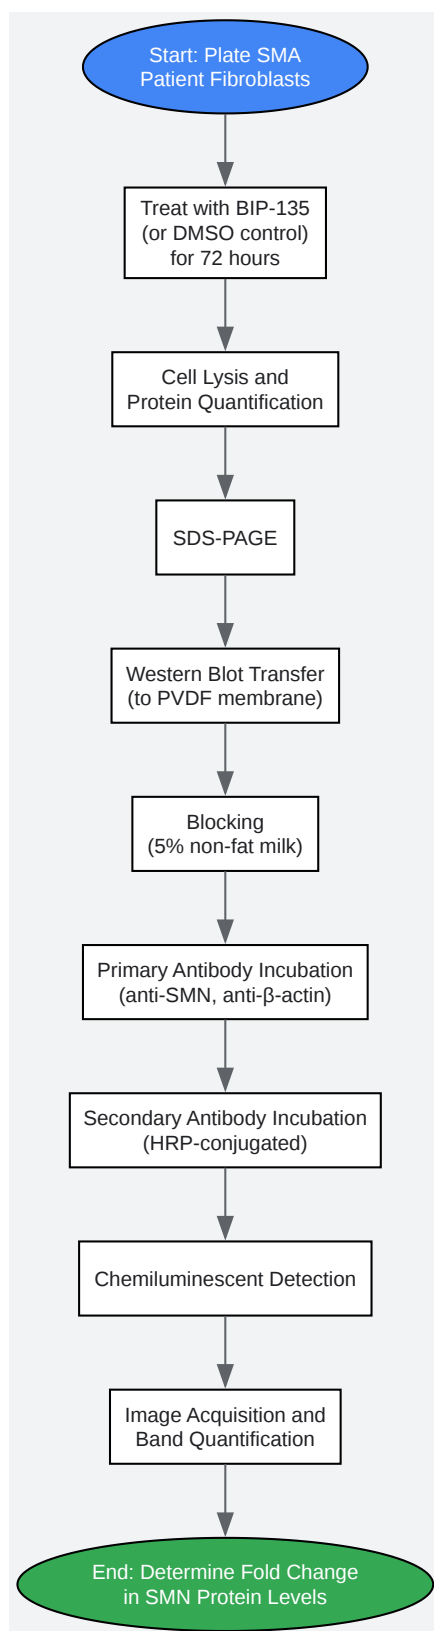 Start: Plate SMA
Patient Fibroblasts
Treat with BIP-135
(or DMSO control)
for 72 hours
Cell Lysis and
Protein Quantification
SDS-PAGE
Western Blot Transfer
(to PVDF membrane)
Blocking
(5% non-fat milk)
Primary Antibody Incubation
(anti-SMN, anti-β-actin)
Secondary Antibody Incubation
(HRP-conjugated)
Chemiluminescent Detection
Image Acquisition and
Band Quantification
End: Determine Fold Change
in SMN Protein Levels